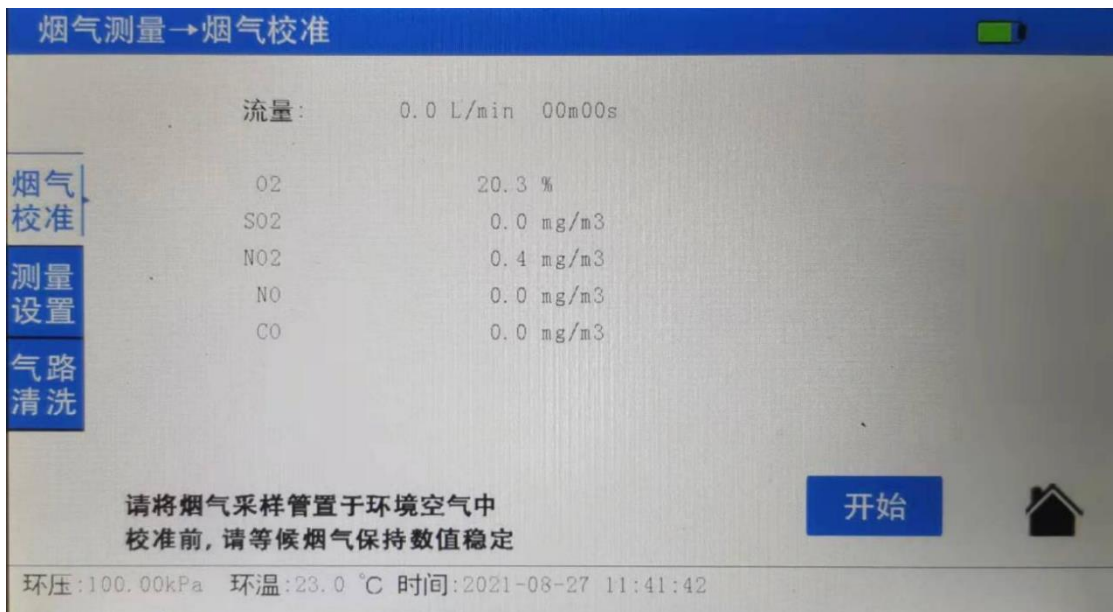 烟气测量→烟气校准
流量: 0.0 L/min 00m00s
烟气
校准
测量
设置
气路
清洗
O2 20.3 %
SO2 0.0 mg/m3
NO2 0.4 mg/m3
NO 0.0 mg/m3
CO 0.0 mg/m3
请将烟气采样管置于环境空气中
校准前,请等候烟气保持数值稳定
开始
环压:100.00kPa 环温:23.0 ℃ 时间:2021-08-27 11:41:42